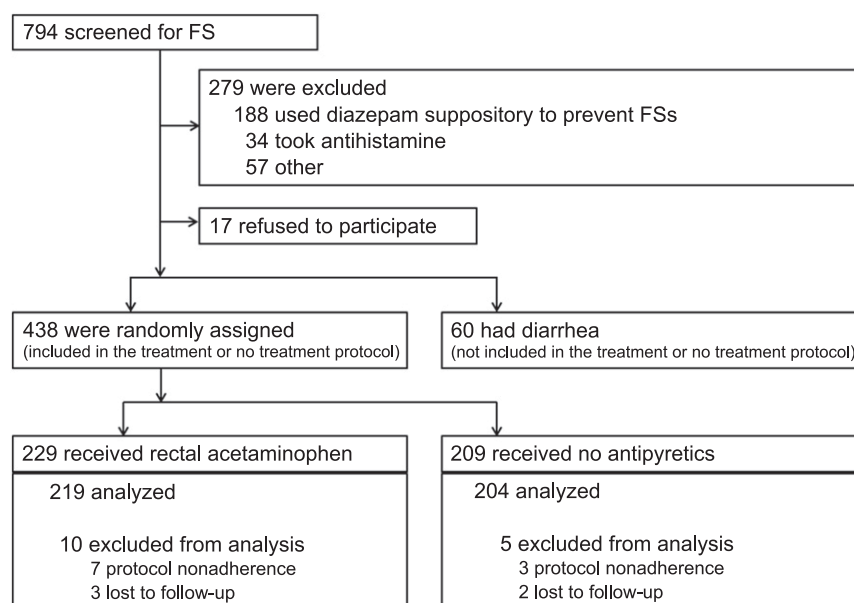 794 screened for FS
279 were excluded
188 used diazepam suppository to prevent FSs
34 took antihistamine
57 other
17 refused to participate
438 were randomly assigned
(included in the treatment or no treatment protocol)
60 had diarrhea
(not included in the treatment or no treatment protocol)
229 received rectal acetaminophen
219 analyzed
10 excluded from analysis
7 protocol nonadherence
3 lost to follow-up
209 received no antipyretics
204 analyzed
5 excluded from analysis
3 protocol nonadherence
2 lost to follow-up